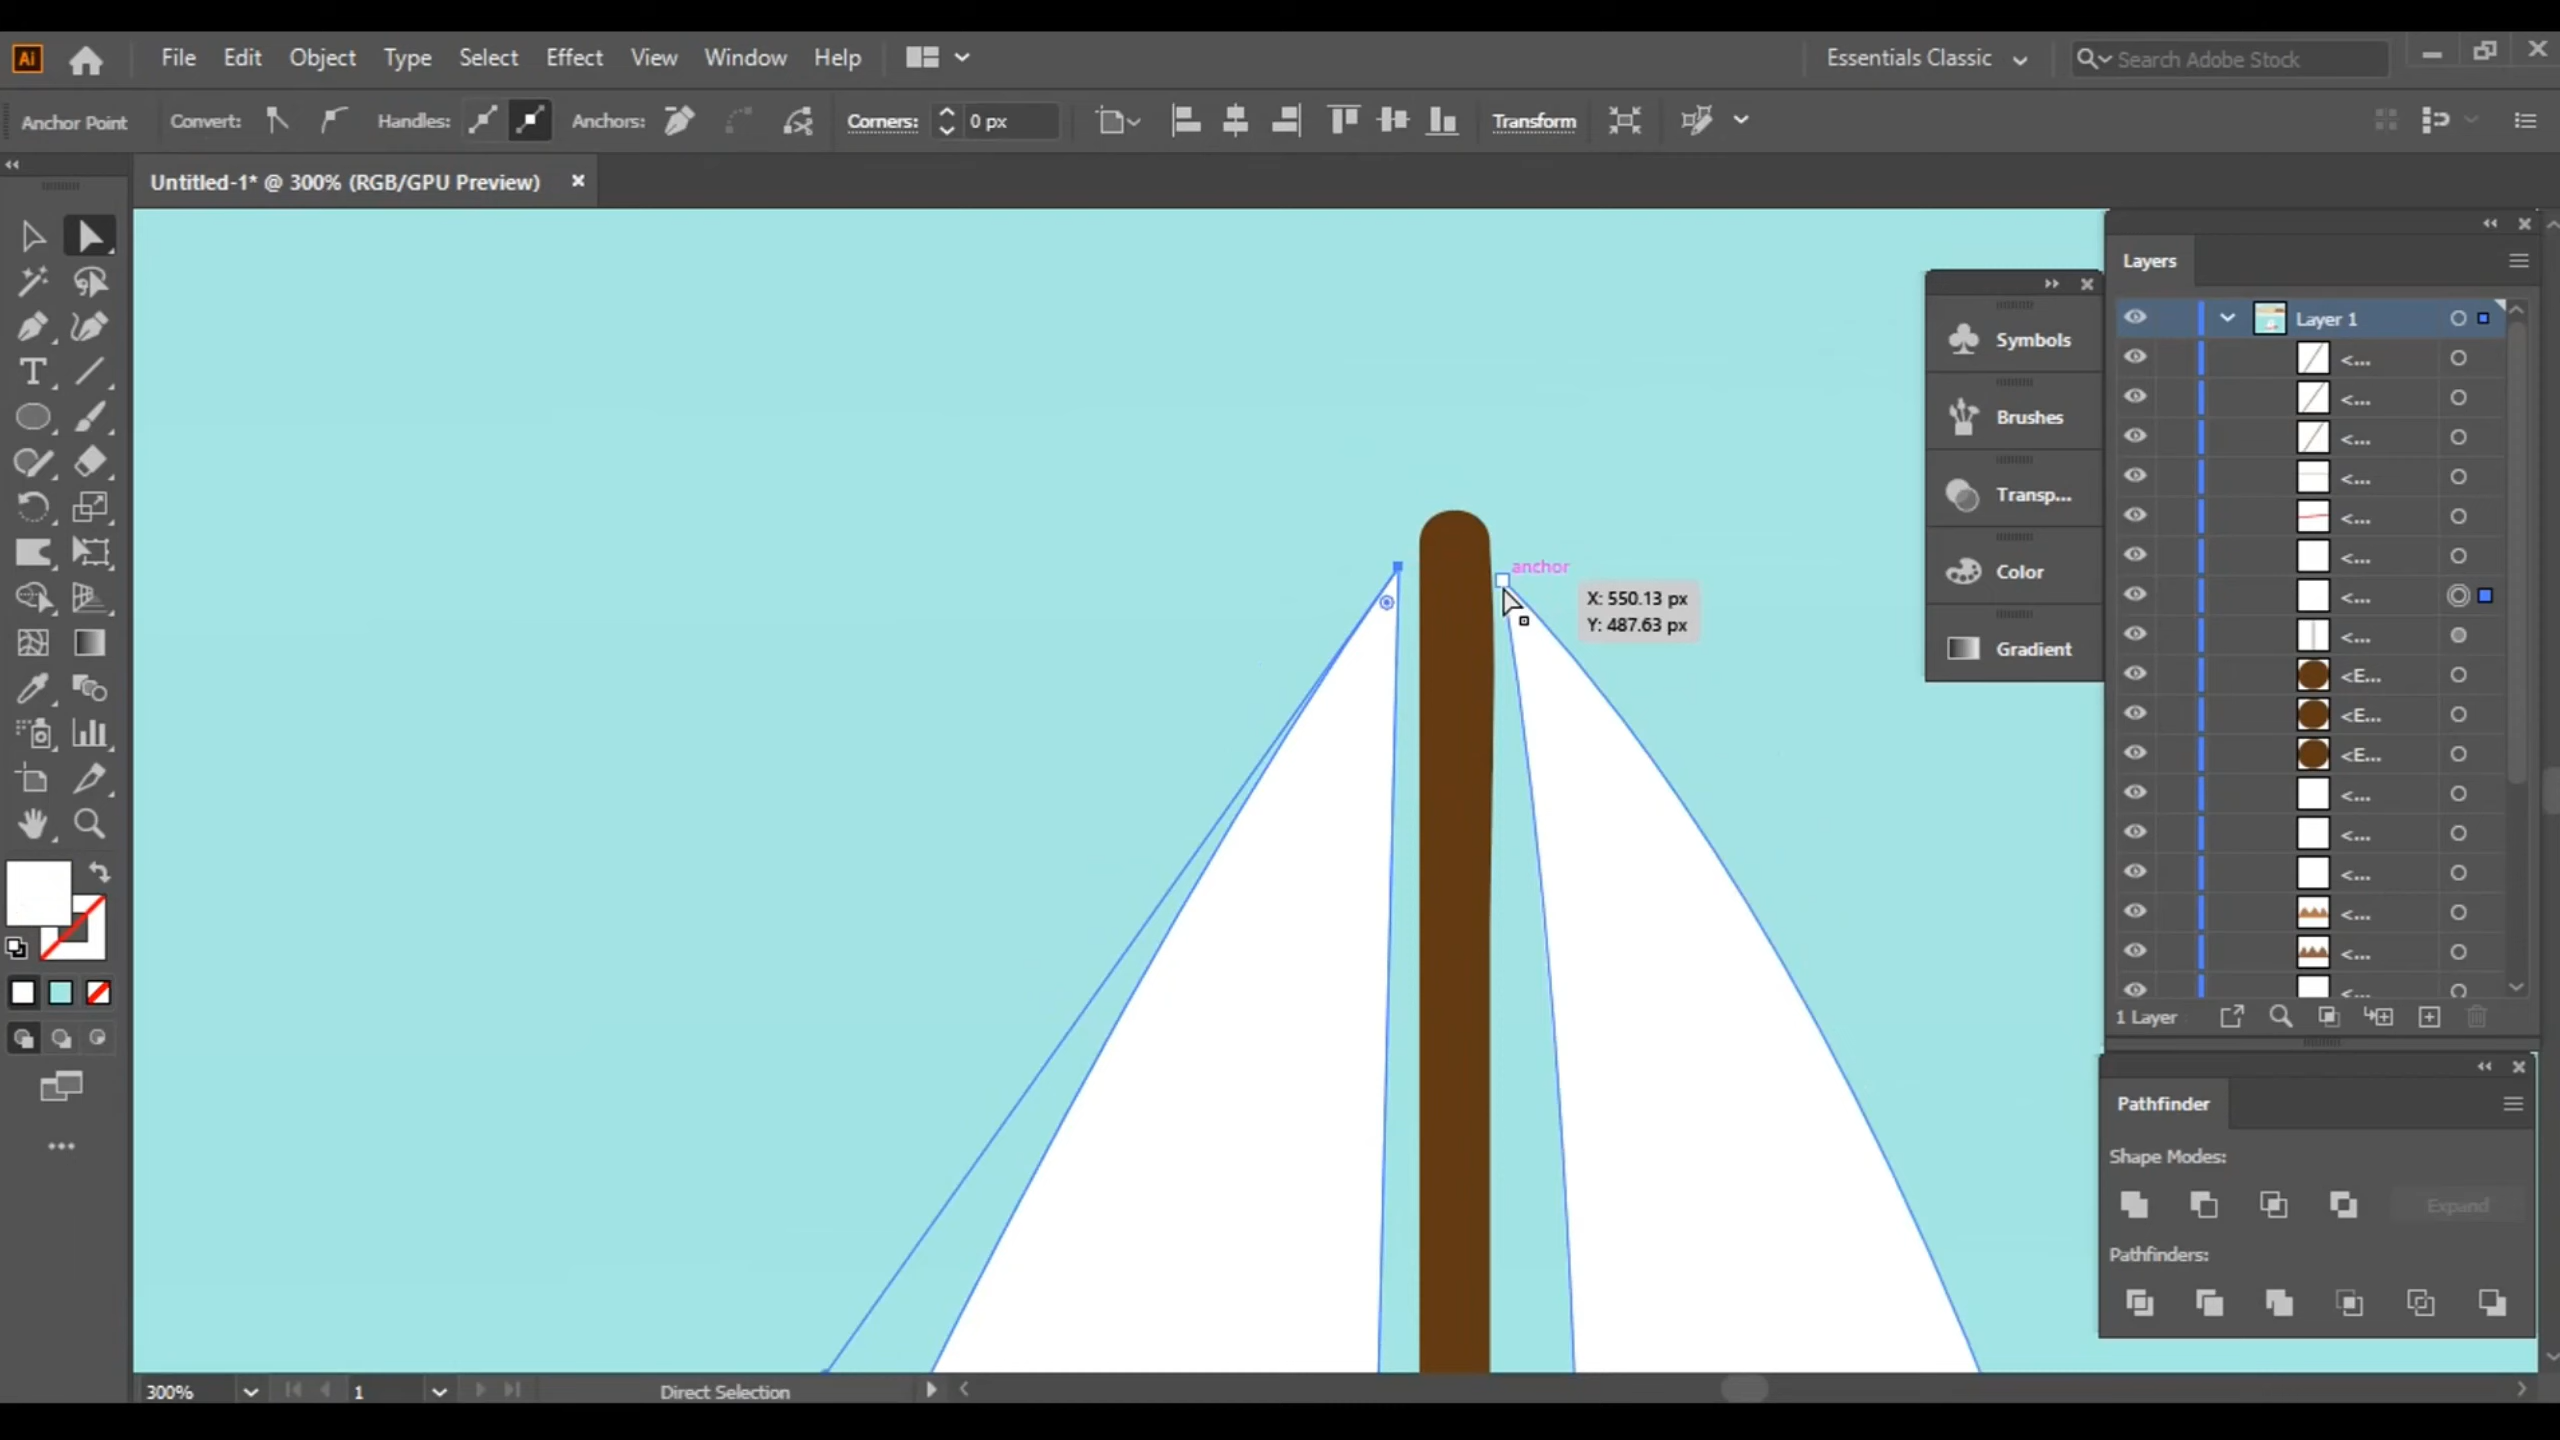 Ai File Edit Object Type Select Effect View Window Help Essentials Classic Search Adobe Stock
Anchor Point Convert: Handles: Anchors: Corners: 0 px Transform
Untitled-1* @ 300% (RGB/GPU Preview)
Layers
Layer 1
<...
<...
<...
<...
<...
<...
<...
<...
<E...
<E...
<E...
<...
<...
<...
<...
<...
<...
1 Layer
Symbols
Brushes
Transp...
Color
Gradient
anchor
X: 550.13 px
Y: 487.63 px
Pathfinder
Shape Modes:
Expand
Pathfinders:
300% 1 Direct Selection